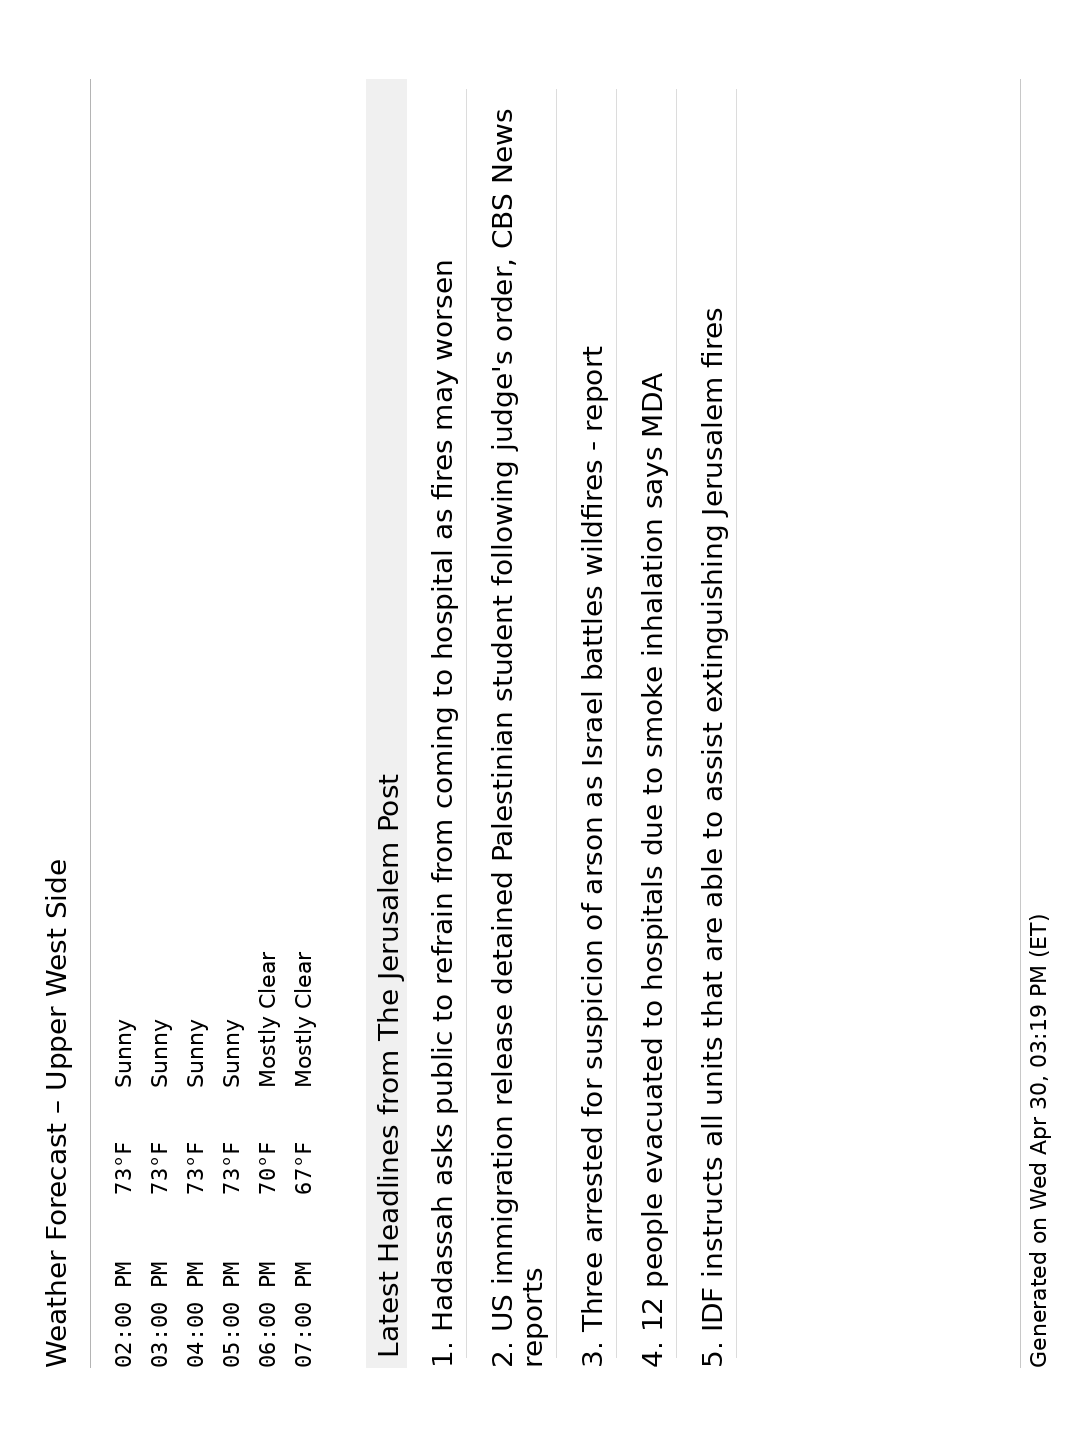 Weather Forecast – Upper West Side
02:00 PM 73°F Sunny
03:00 PM 73°F Sunny
04:00 PM 73°F Sunny
05:00 PM 73°F Sunny
06:00 PM 70°F Mostly Clear
07:00 PM 67°F Mostly Clear
Latest Headlines from The Jerusalem Post
1. Hadassah asks public to refrain from coming to hospital as fires may worsen
2. US immigration release detained Palestinian student following judge's order, CBS News
reports
3. Three arrested for suspicion of arson as Israel battles wildfires - report
4. 12 people evacuated to hospitals due to smoke inhalation says MDA
5. IDF instructs all units that are able to assist extinguishing Jerusalem fires
Generated on Wed Apr 30, 03:19 PM (ET)